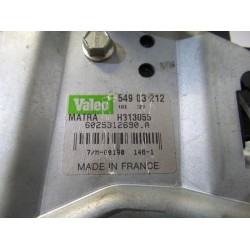 Valeo 549 03 212
MATRA H313055
6025312690.A
MADE IN FRANCE